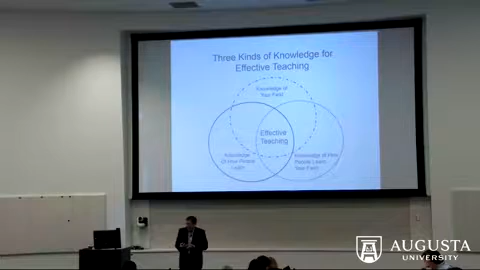 Three Kinds of Knowledge for
Effective Teaching
Knowledge of
Your Field
Effective
Teaching
Knowledge
of How People
Learn
Knowledge of How
People Learn
Your Field
AUGUSTA
UNIVERSITY